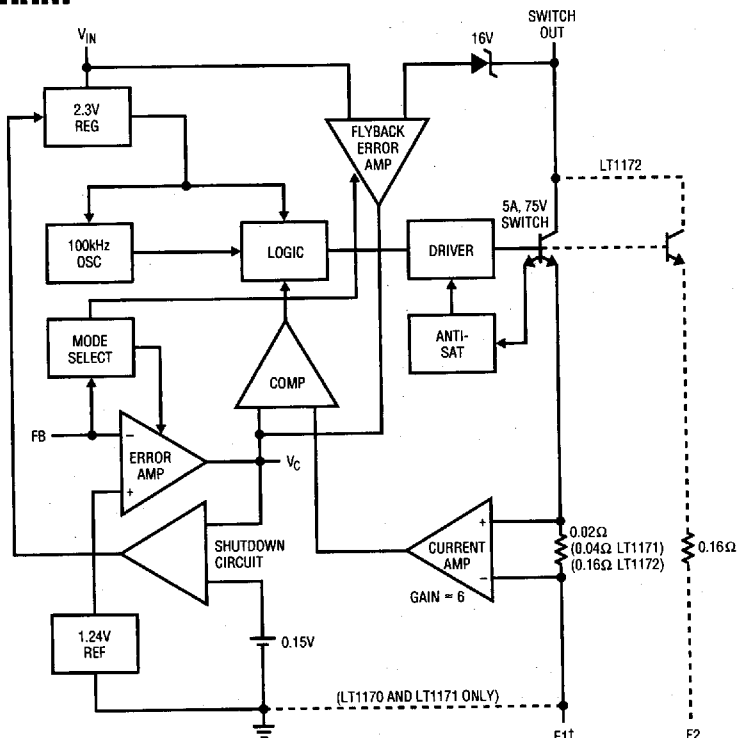 SWITCH
OUT
VIN
16V
2.3V
REG
FLYBACK
ERROR
AMP
LT1172
5A, 75V
SWITCH
100kHz
OSC
LOGIC
DRIVER
MODE
SELECT
ANTI-
SAT
COMP
FB
−
ERROR
AMP
+
VC
SHUTDOWN
CIRCUIT
+
CURRENT
AMP
−
GAIN ≈ 6
0.02Ω
(0.04Ω LT1171)
(0.16Ω LT1172)
0.16Ω
1.24V
REF
0.15V
(LT1170 AND LT1171 ONLY)
E1†
E2